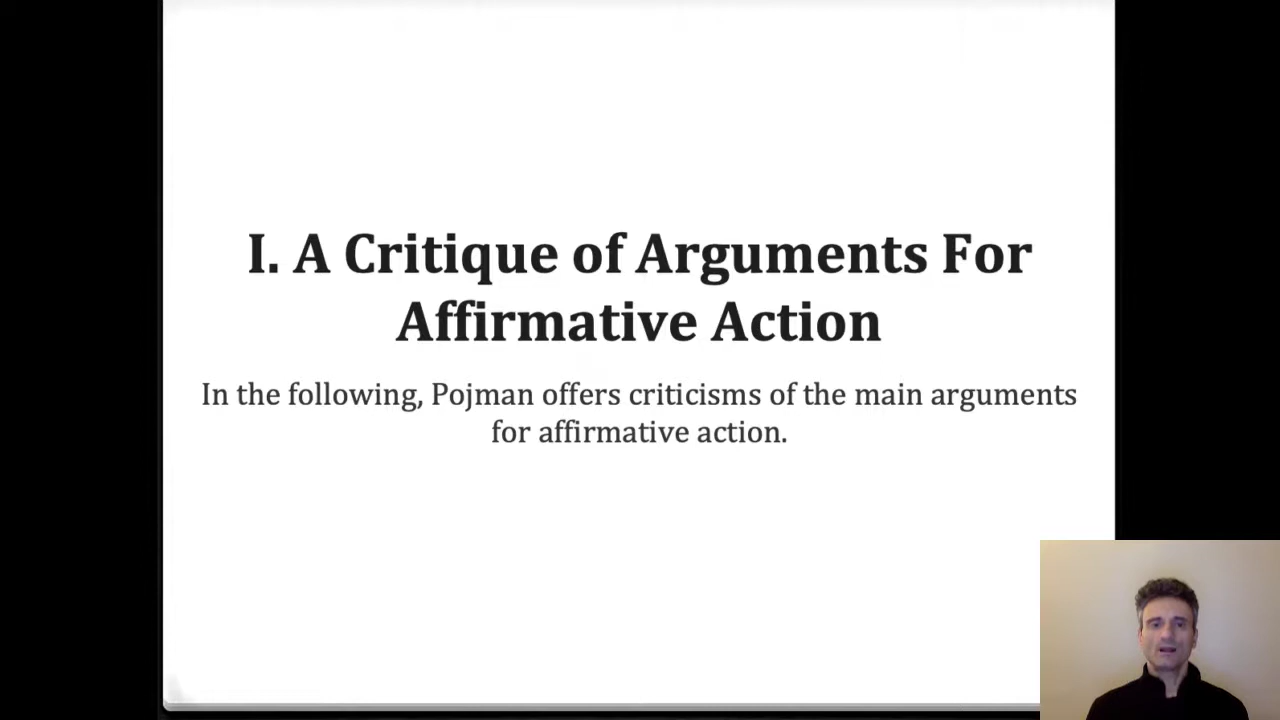 I. A Critique of Arguments For
Affirmative Action
In the following, Pojman offers criticisms of the main arguments
for affirmative action.